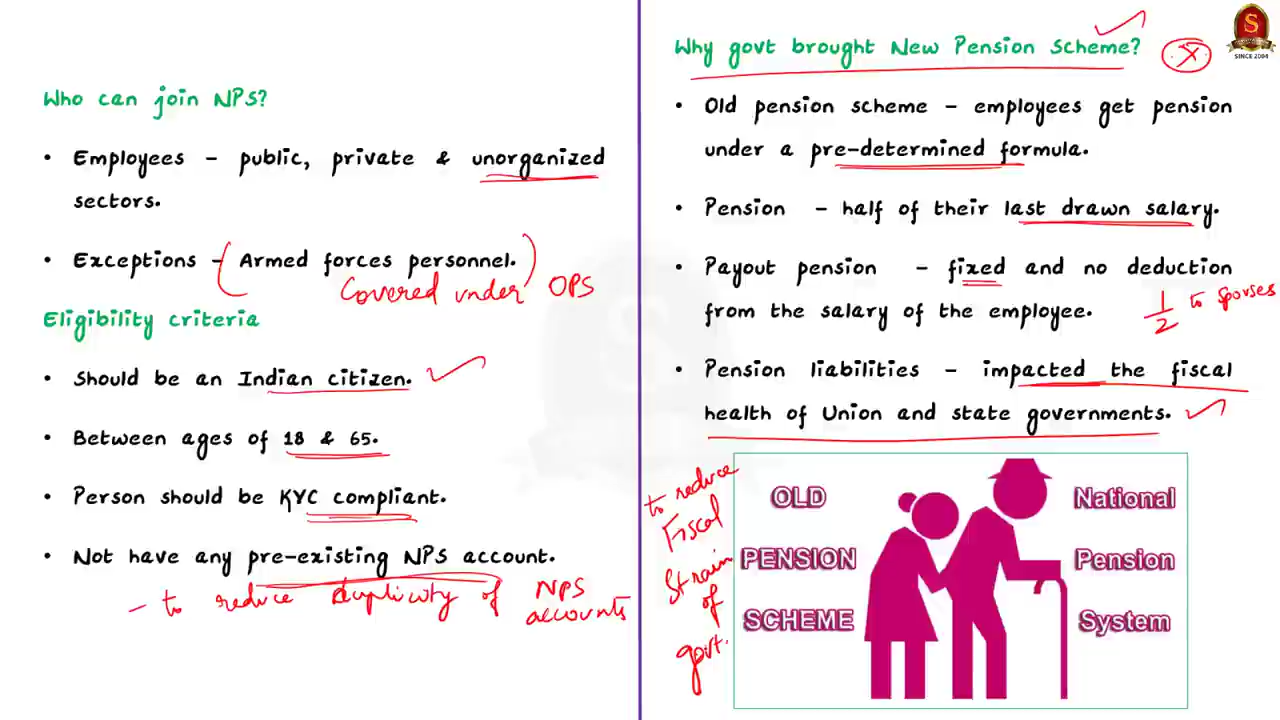 Who can join NPS?
• Employees - public, private & unorganized
sectors.
• Exceptions - (Armed forces personnel.)
Covered under OPS
Eligibility criteria
• Should be an Indian citizen.
• Between ages of 18 & 65.
• Person should be KYC compliant.
• Not have any pre-existing NPS account.
- to reduce duplicity of NPS
accounts
Why govt brought New Pension Scheme?
S
SINCE 2004
• Old pension scheme - employees get pension
under a pre-determined formula.
• Pension - half of their last drawn salary.
• Payout pension - fixed and no deduction
from the salary of the employee.
1/2 to spouses
• Pension liabilities - impacted the fiscal
health of Union and state governments.
to reduce
Fiscal
Strain
of
govt.
OLD
PENSION
SCHEME
National
Pension
System